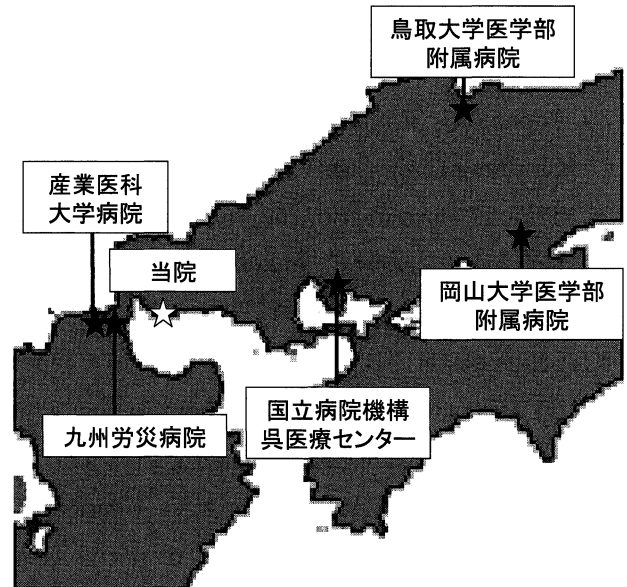 鳥取大学医学部
附属病院
産業医科
大学病院
当院
岡山大学医学部
附属病院
国立病院機構
呉医療センター
九州労災病院